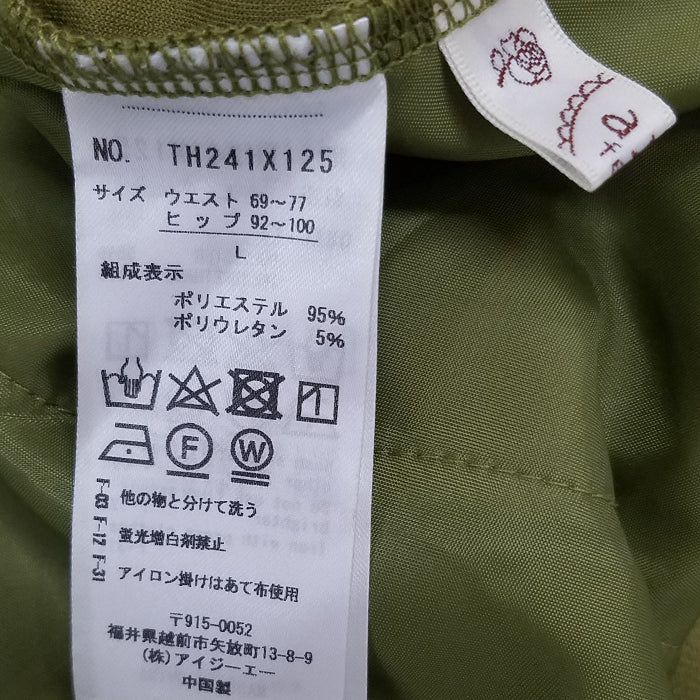 NO. TH241X125
サイズ ウエスト 69～77
ヒップ 92～100
L
組成表示
ポリエステル 95%
ポリウレタン 5%
F
W
F-03 他の物と分けて洗う
F-12 蛍光増白剤禁止
F-31 アイロン掛けはあて布使用
〒915-0052
福井県越前市矢放町13-8-9
(株)アイジーエー
中国製
a